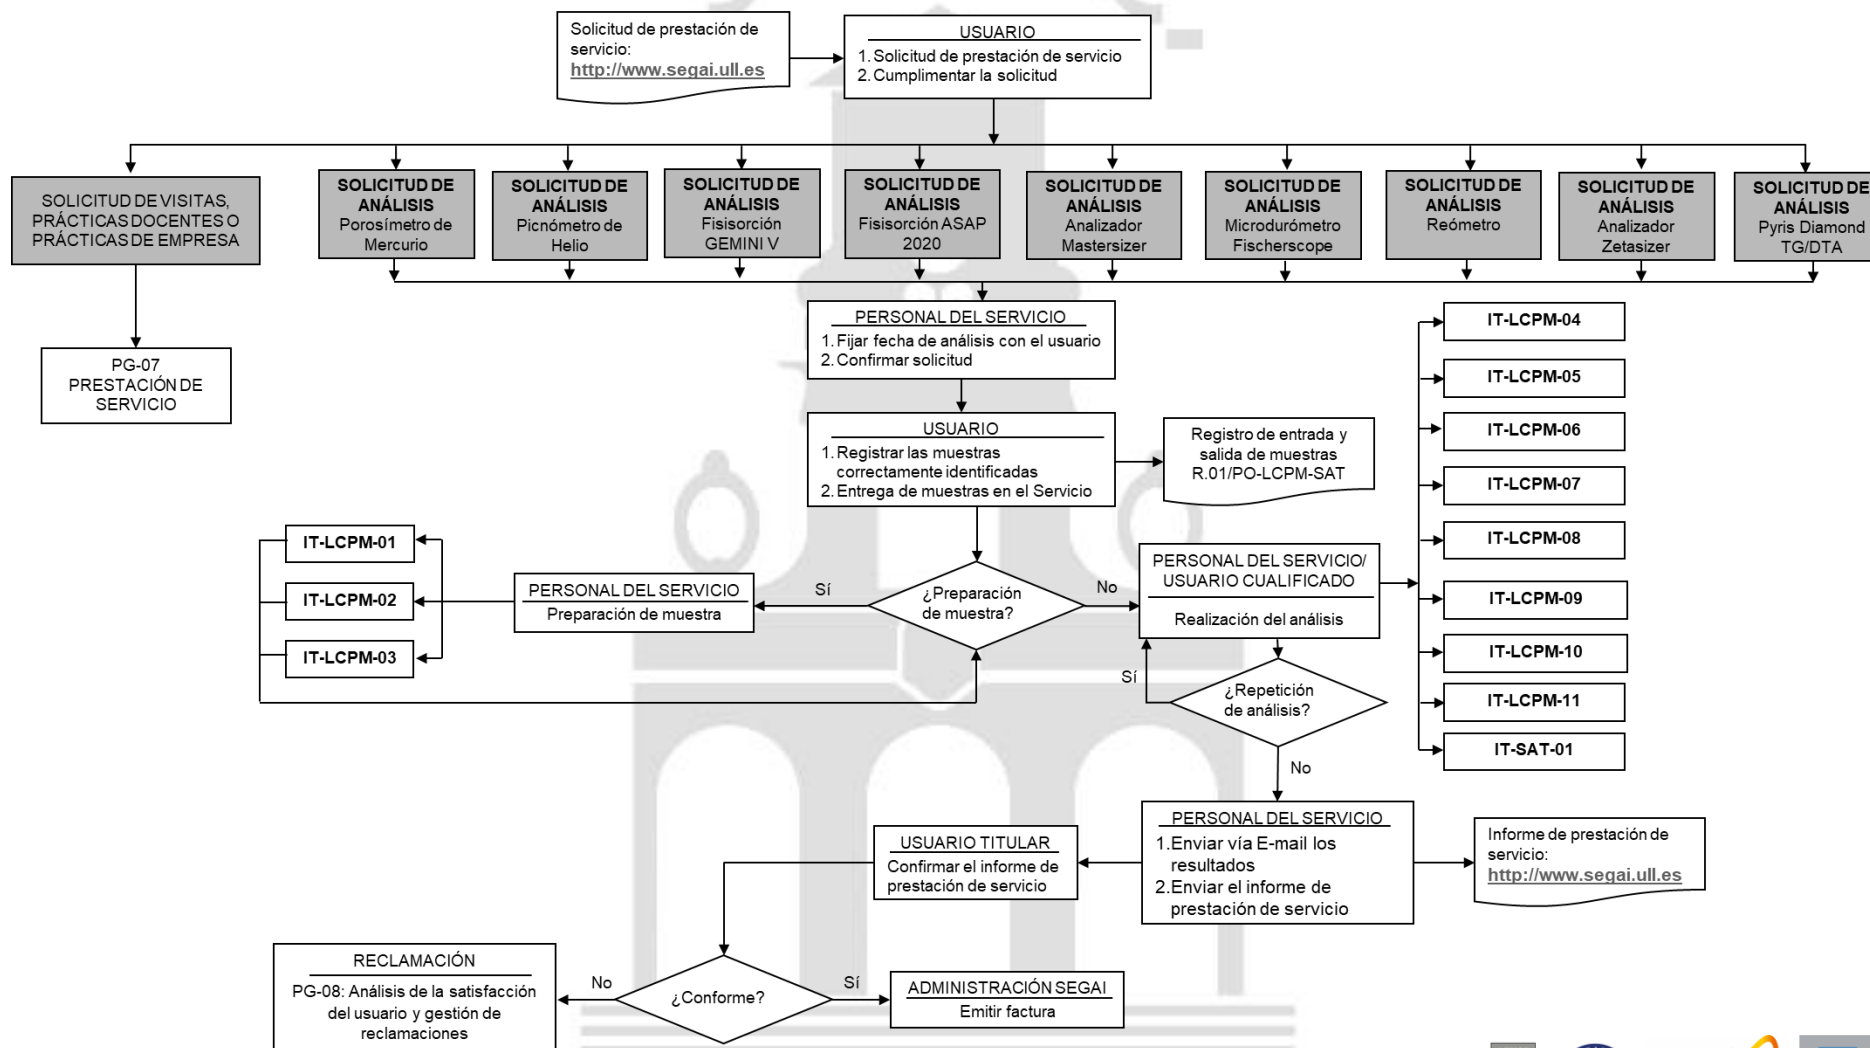 Solicitud de prestación de
servicio:
http://www.segai.ull.es
USUARIO
1. Solicitud de prestación de servicio
2. Cumplimentar la solicitud
SOLICITUD DE VISITAS,
PRÁCTICAS DOCENTES O
PRÁCTICAS DE EMPRESA
SOLICITUD DE
ANÁLISIS
Porosímetro de
Mercurio
SOLICITUD DE
ANÁLISIS
Picnómetro de
Helio
SOLICITUD DE
ANÁLISIS
Fisisorción
GEMINI V
SOLICITUD DE
ANÁLISIS
Fisisorción ASAP
2020
SOLICITUD DE
ANÁLISIS
Analizador
Mastersizer
SOLICITUD DE
ANÁLISIS
Microdurómetro
Fischerscope
SOLICITUD DE
ANÁLISIS
Reómetro
SOLICITUD DE
ANÁLISIS
Analizador
Zetasizer
SOLICITUD DE
ANÁLISIS
Pyris Diamond
TG/DTA
PG-07
PRESTACIÓN DE
SERVICIO
PERSONAL DEL SERVICIO
1. Fijar fecha de análisis con el usuario
2. Confirmar solicitud
USUARIO
1. Registrar las muestras
correctamente identificadas
2. Entrega de muestras en el Servicio
Registro de entrada y
salida de muestras
R.01/PO-LCPM-SAT
IT-LCPM-04
IT-LCPM-05
IT-LCPM-06
IT-LCPM-07
IT-LCPM-08
IT-LCPM-09
IT-LCPM-10
IT-LCPM-11
IT-SAT-01
IT-LCPM-01
IT-LCPM-02
IT-LCPM-03
PERSONAL DEL SERVICIO
Preparación de muestra
Sí
¿Preparación
de muestra?
No
PERSONAL DEL SERVICIO/
USUARIO CUALIFICADO
Realización del análisis
Sí
¿Repetición
de análisis?
No
PERSONAL DEL SERVICIO
1.Enviar vía E-mail los
resultados
2.Enviar el informe de
prestación de servicio
Informe de prestación de
servicio:
http://www.segai.ull.es
USUARIO TITULAR
Confirmar el informe de
prestación de servicio
RECLAMACIÓN
PG-08: Análisis de la satisfacción
del usuario y gestión de
reclamaciones
No
¿Conforme?
Sí
ADMINISTRACIÓN SEGAI
Emitir factura